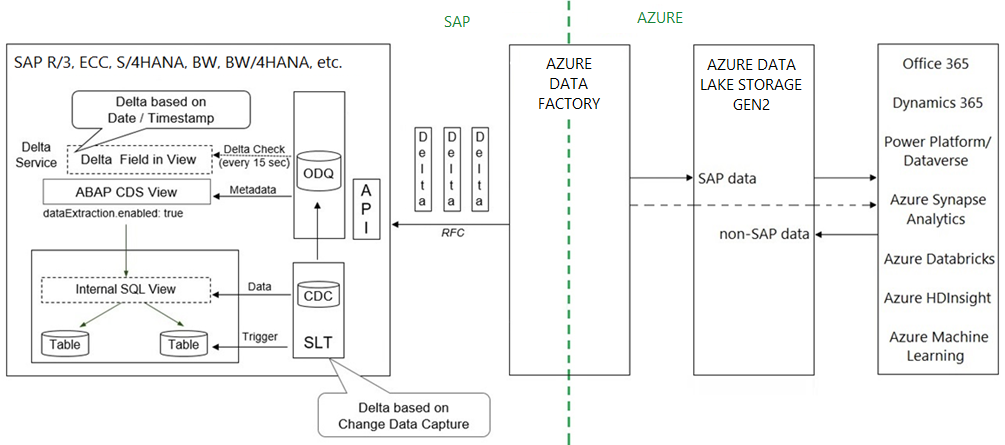 SAP
AZURE
SAP R/3, ECC, S/4HANA, BW, BW/4HANA, etc.
Delta based on
Date / Timestamp
Delta
Service
Delta Field in View
Delta Check
(every 15 sec)
ODQ
ABAP CDS View
Metadata
dataExtraction.enabled: true
A
P
I
Internal SQL View
Data
CDC
Table
Table
Trigger
SLT
Delta based on
Change Data Capture
D
e
l
t
a
D
e
l
t
a
D
e
l
t
a
RFC
AZURE
DATA
FACTORY
AZURE DATA
LAKE STORAGE
GEN2
SAP data
non-SAP data
Office 365
Dynamics 365
Power Platform/
Dataverse
Azure Synapse
Analytics
Azure Databricks
Azure HDInsight
Azure Machine
Learning